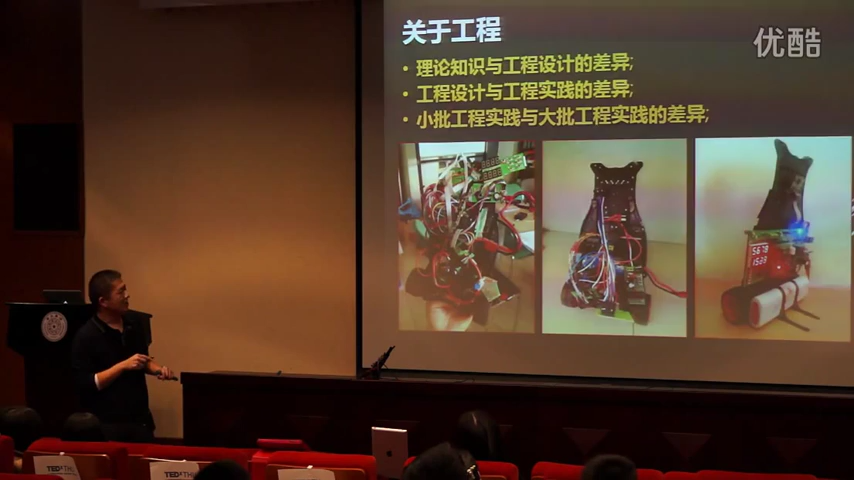 关于工程
优酷
• 理论知识与工程设计的差异;
• 工程设计与工程实践的差异;
• 小批工程实践与大批工程实践的差异;
5678
TEDxTHU